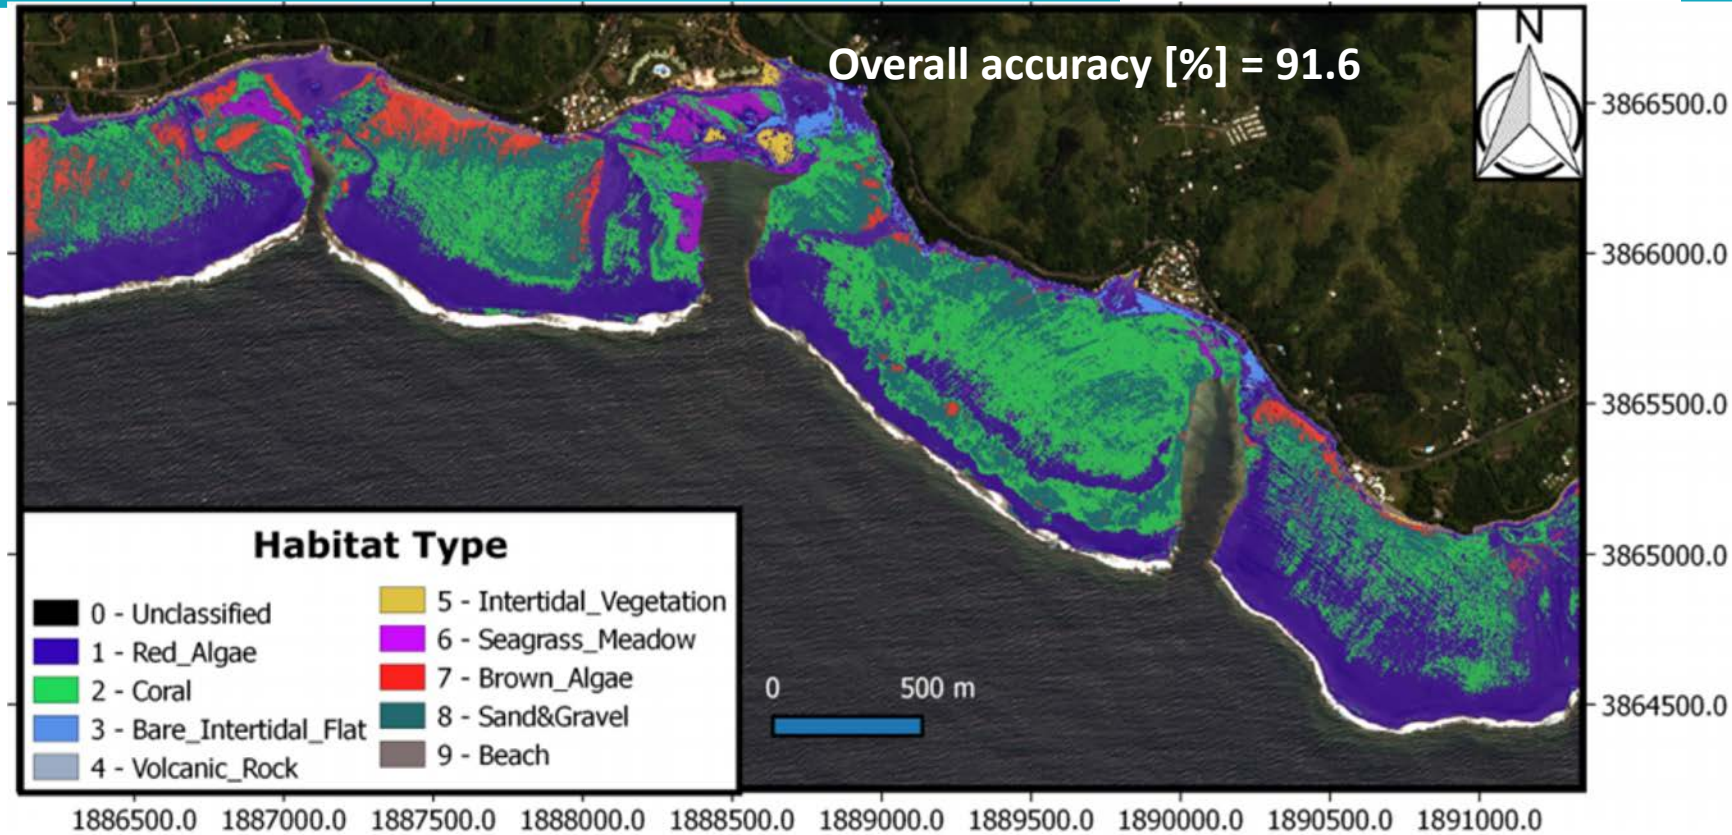 N
Overall accuracy [%] = 91.6
3866500.0
3866000.0
3865500.0
3865000.0
3864500.0
Habitat Type
0 - Unclassified
1 - Red_Algae
2 - Coral
3 - Bare_Intertidal_Flat
4 - Volcanic_Rock
5 - Intertidal_Vegetation
6 - Seagrass_Meadow
7 - Brown_Algae
8 - Sand&Gravel
9 - Beach
0 500 m
1886500.0 1887000.0 1887500.0 1888000.0 1888500.0 1889000.0 1889500.0 1890000.0 1890500.0 1891000.0